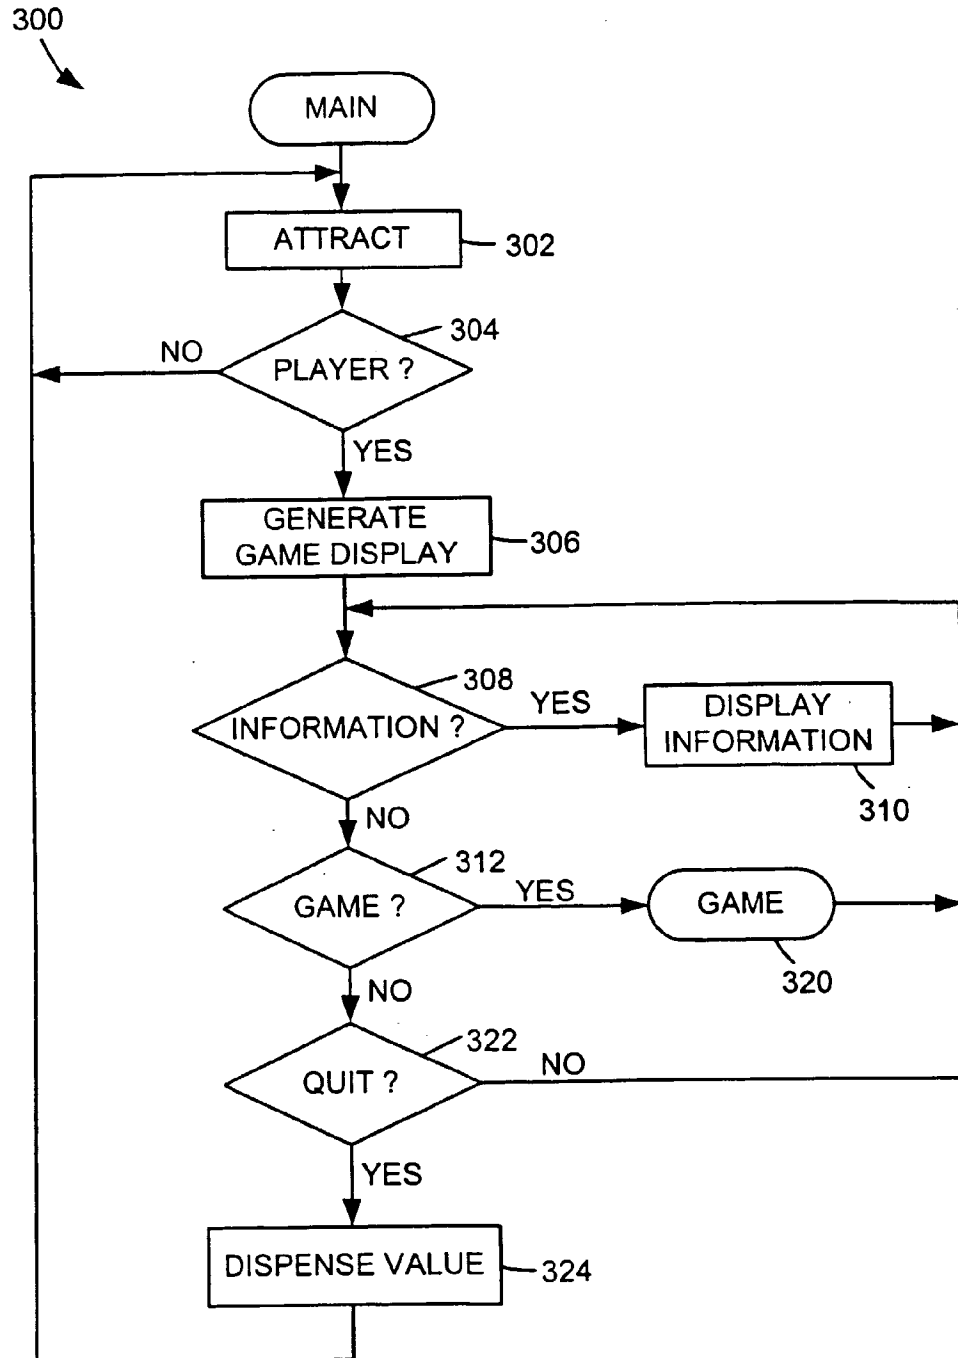 300
MAIN
ATTRACT
302
304
NO
PLAYER ?
YES
GENERATE
GAME DISPLAY
306
308
INFORMATION ?
YES
DISPLAY
INFORMATION
310
NO
312
GAME ?
YES
GAME
320
NO
322
QUIT ?
NO
YES
DISPENSE VALUE
324